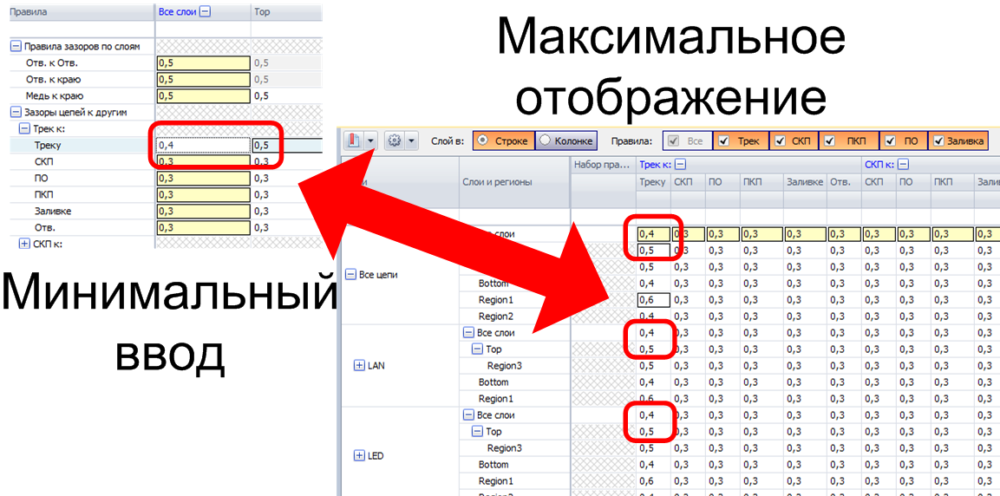 Правила Все слои Top
Правила зазоров по слоям
Отв. к Отв. 0,5 0,5
Отв. к краю 0,5 0,5
Медь к краю 0,5 0,5
Зазоры цепей к другим
Трек к:
Треку 0,4 0,5
СКП 0,3 0,3
ПО 0,3 0,3
ПКП 0,3 0,3
Заливке 0,3 0,3
Отв. 0,3 0,3
СКП к:
Минимальный
ввод
Максимальное
отображение
Слой в: Строке Колонке Правила: Все Трек СКП ПКП ПО Заливка
Слои и регионы Набор пра... Трек к: СКП к:
Треку СКП ПО ПКП Заливке Отв. СКП ПО ПКП
слои 0,4 0,3 0,3 0,3 0,3 0,3 0,3 0,3 0,3 0,3
0,5 0,3 0,3 0,3 0,3 0,3 0,3 0,3 0,3 0,3
0,5 0,3 0,3 0,3 0,3 0,3 0,3 0,3 0,3 0,3
Все цепи
Bottom 0,4 0,3 0,3 0,3 0,3 0,3 0,3 0,3 0,3 0,3
Region1 0,6 0,3 0,3 0,3 0,3 0,3 0,3 0,3 0,3 0,3
Region2 0,4 0,3 0,3 0,3 0,3 0,3 0,3 0,3 0,3 0,3
Все слои 0,4 0,3 0,3 0,3 0,3 0,3 0,3 0,3 0,3 0,3
Top 0,5 0,3 0,3 0,3 0,3 0,3 0,3 0,3 0,3 0,3
LAN Region3 0,5 0,3 0,3 0,3 0,3 0,3 0,3 0,3 0,3 0,3
Bottom 0,4 0,3 0,3 0,3 0,3 0,3 0,3 0,3 0,3 0,3
Region1 0,6 0,3 0,3 0,3 0,3 0,3 0,3 0,3 0,3 0,3
Все слои 0,4 0,3 0,3 0,3 0,3 0,3 0,3 0,3 0,3 0,3
Top 0,5 0,3 0,3 0,3 0,3 0,3 0,3 0,3 0,3 0,3
Region3 0,5 0,3 0,3 0,3 0,3 0,3 0,3 0,3 0,3 0,3
LED
Bottom 0,4 0,3 0,3 0,3 0,3 0,3 0,3 0,3 0,3 0,3
Region1 0,6 0,3 0,3 0,3 0,3 0,3 0,3 0,3 0,3 0,3